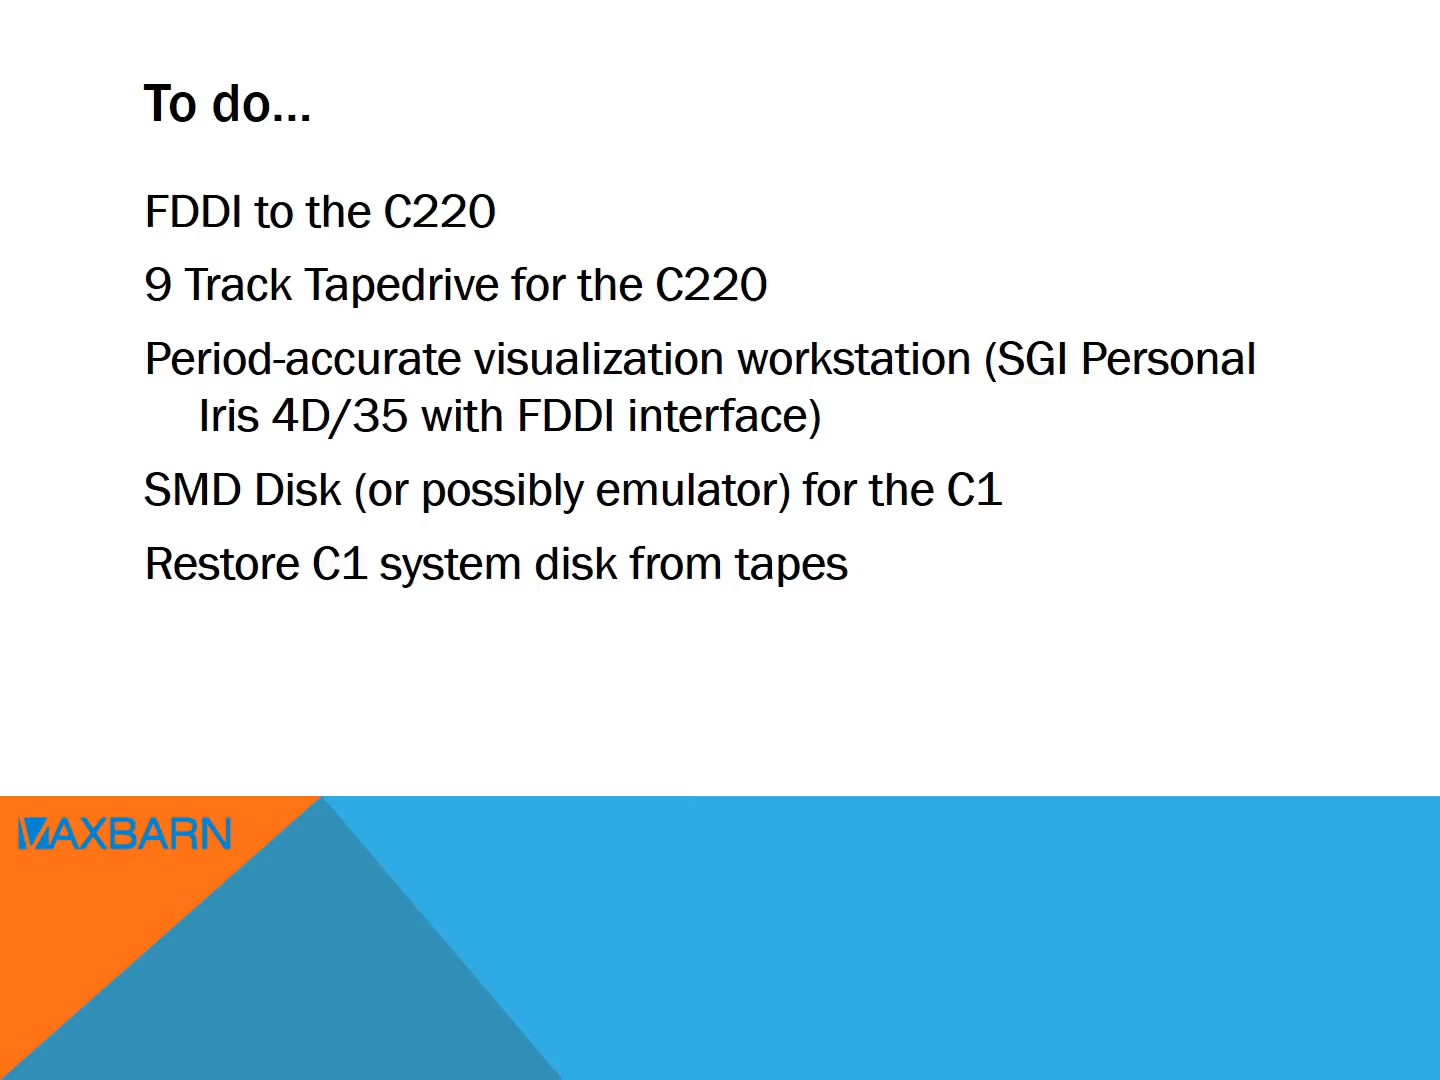 To do...
FDDI to the C220
9 Track Tapedrive for the C220
Period-accurate visualization workstation (SGI Personal
Iris 4D/35 with FDDI interface)
SMD Disk (or possibly emulator) for the C1
Restore C1 system disk from tapes
VAXBARN